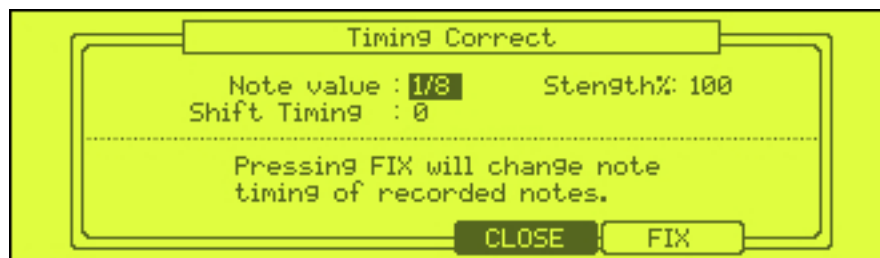 Timing Correct
Note value : 1/8 Stength%: 100
Shift Timing : 0
Pressing FIX will change note
timing of recorded notes.
CLOSE FIX